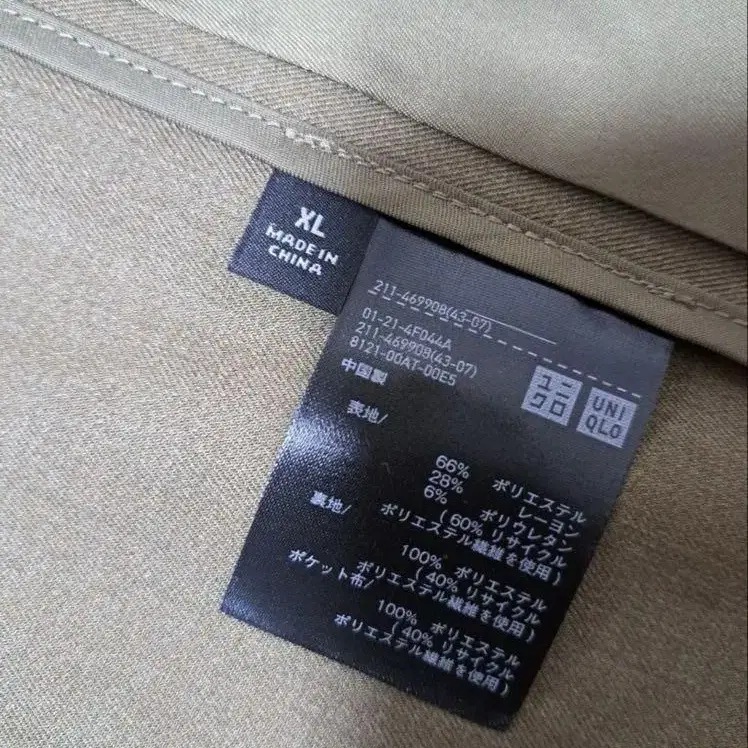 XL
MADE IN
CHINA
211-469908(43-07)
01-21-4F044A
211-469908(43-07)
8121-00AT-00E5
中国製
ユニ
クロ
UNI
QLO
表地/
66% ポリエステル
28% レーヨン
6% ポリウレタン
(60% リサイクル
ポリエステル繊維を使用)
裏地/
100% ポリエステル
(40% リサイクル
ポリエステル繊維を使用)
ポケット布/
100% ポリエステル
(40% リサイクル
ポリエステル繊維を使用)